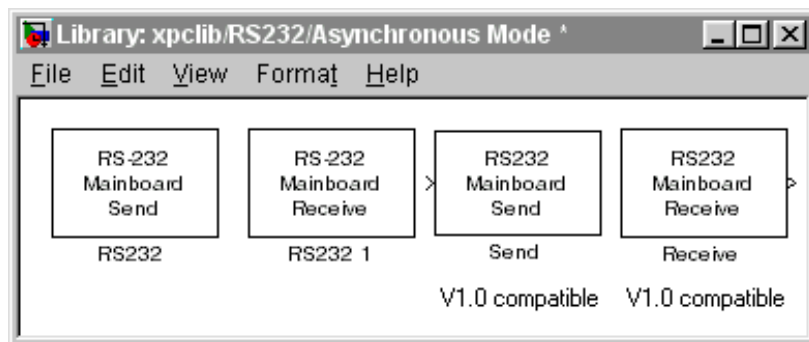 Library: xpclib/RS232/Asynchronous Mode *
File Edit View Format Help
RS-232
Mainboard
Send
RS232
RS-232
Mainboard
Receive
RS232 1
RS232
Mainboard
Send
Send
V1.0 compatible
RS232
Mainboard
Receive
Receive
V1.0 compatible